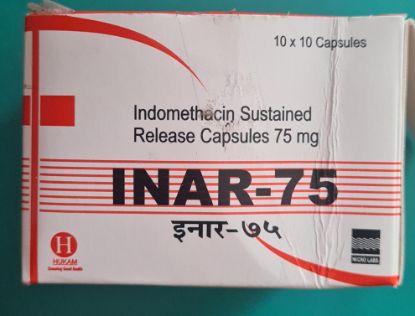 10 x 10 Capsules
Indomethacin Sustained
Release Capsules 75 mg
INAR-75
इनार-७५
H
HUKAM
MICRO LABS